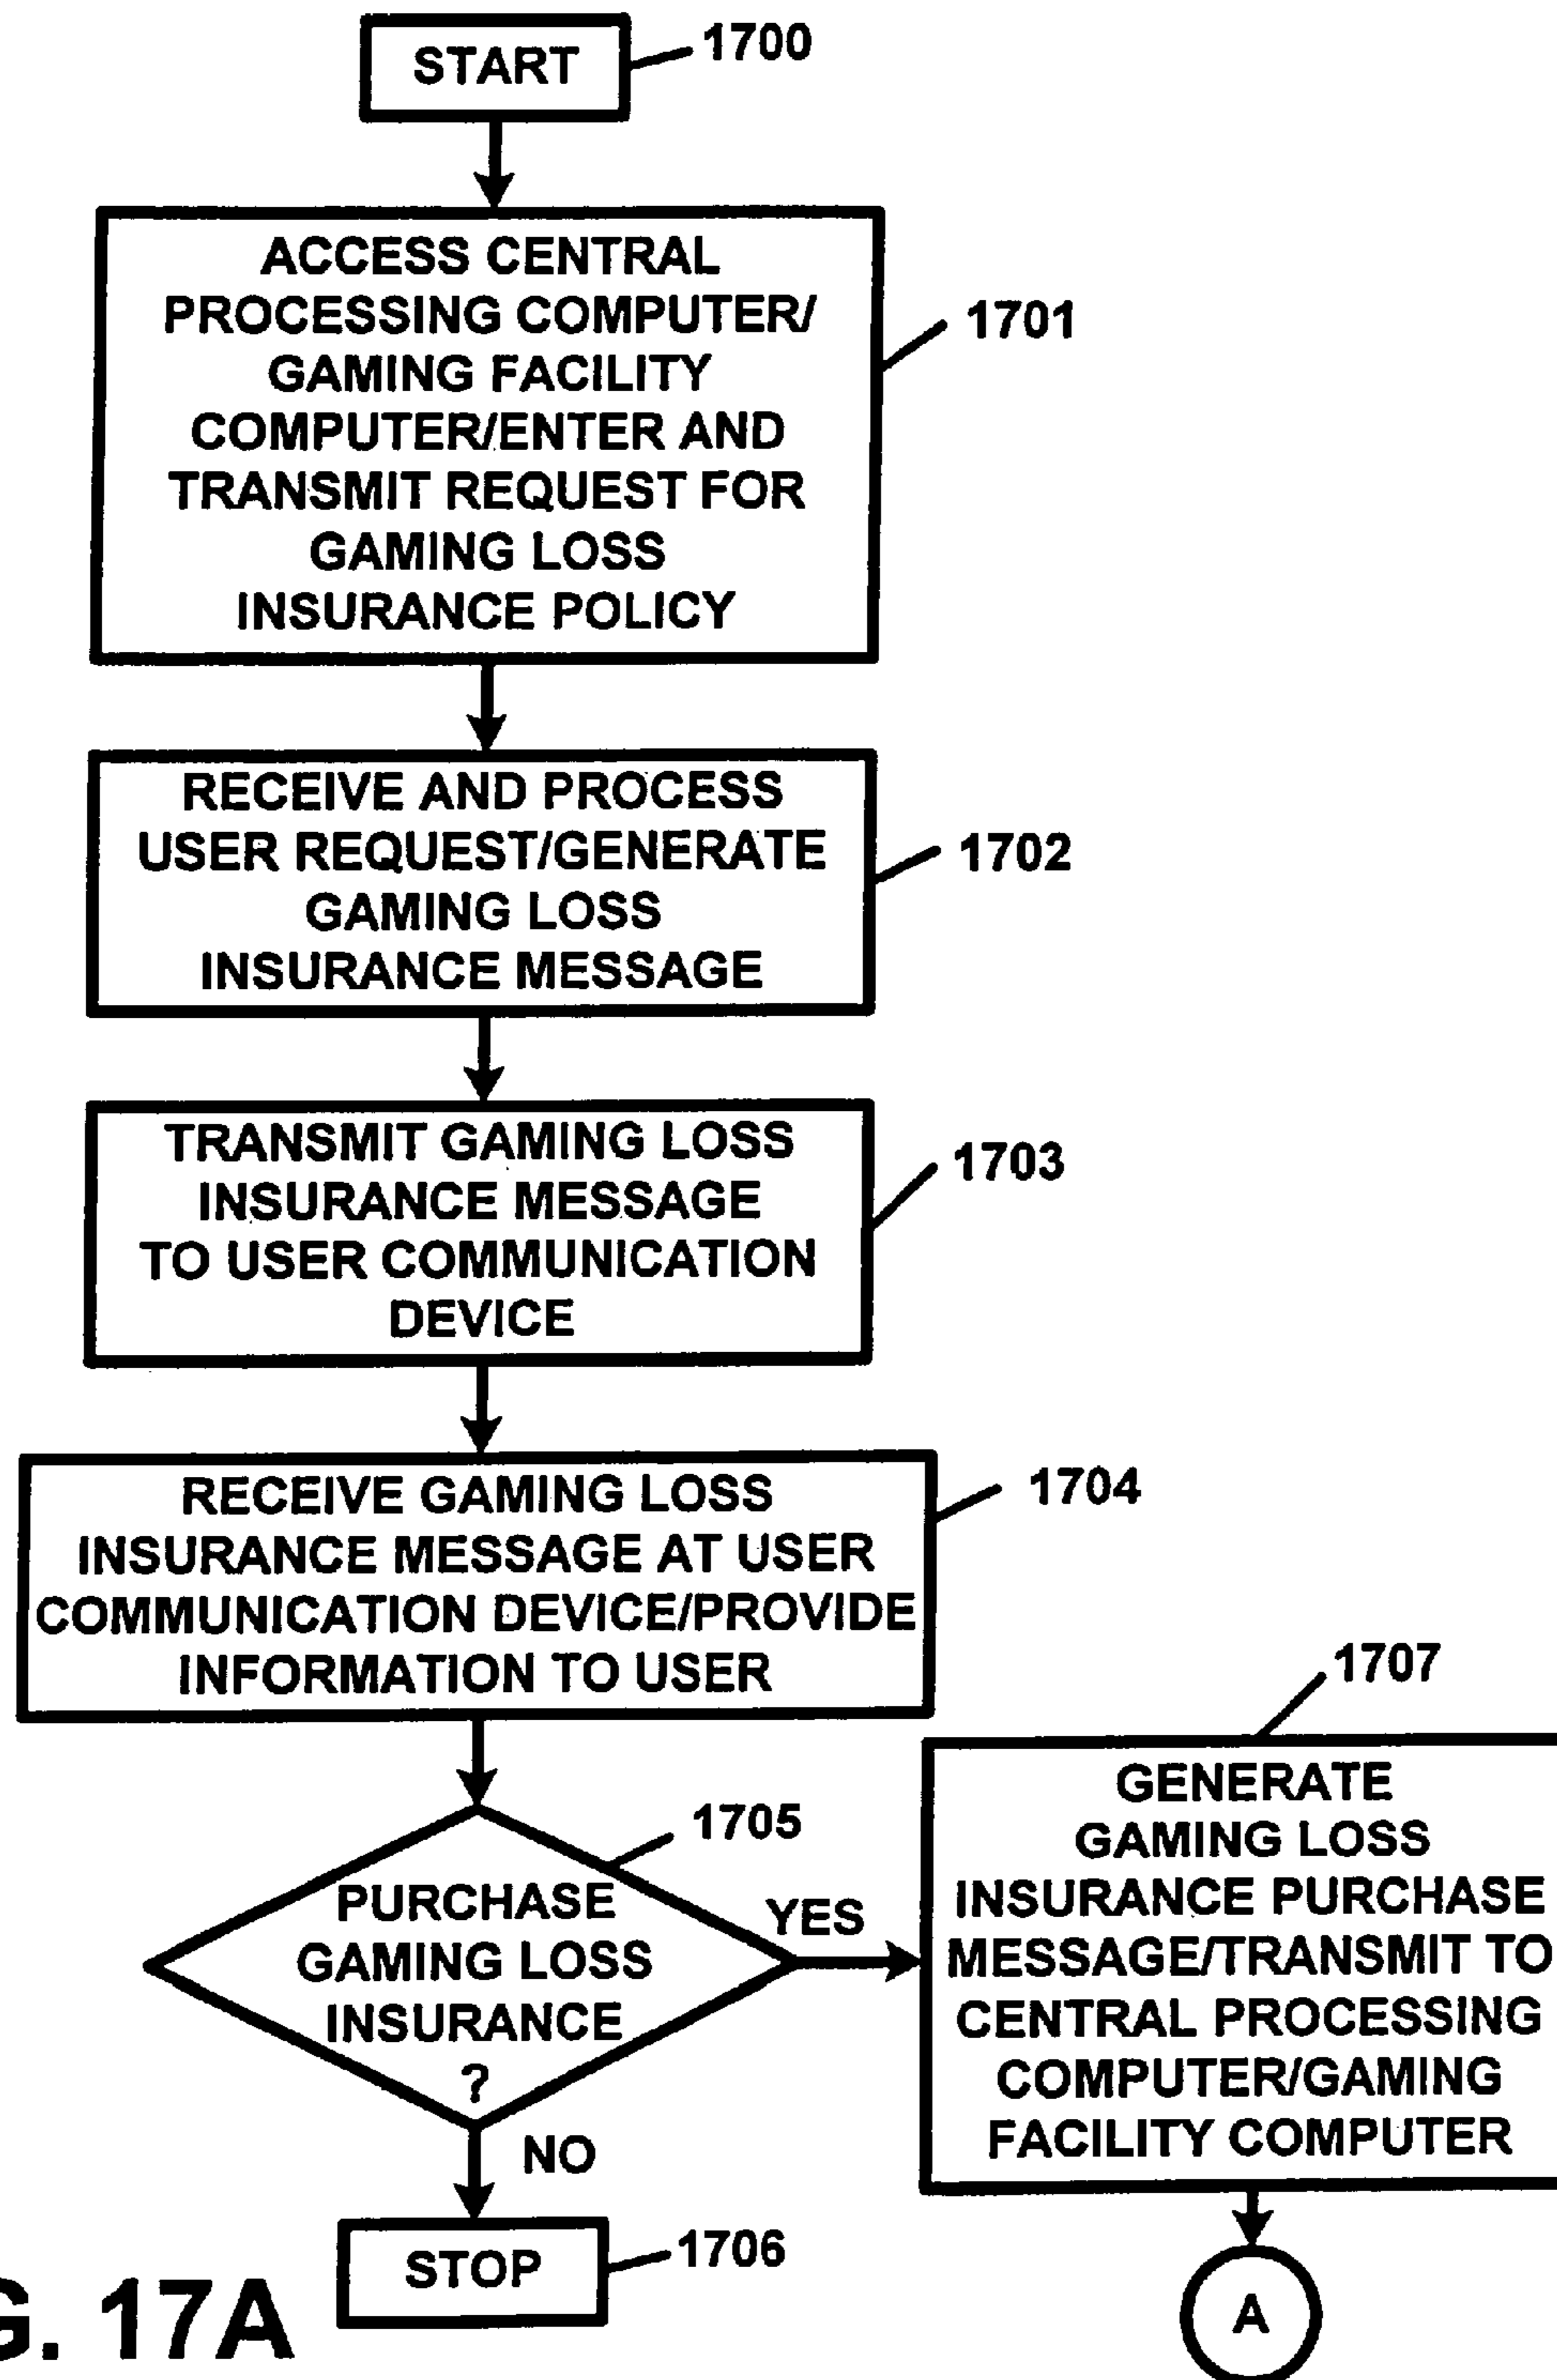 START
1700
ACCESS CENTRAL
PROCESSING COMPUTER/
GAMING FACILITY
COMPUTER/ENTER AND
TRANSMIT REQUEST FOR
GAMING LOSS
INSURANCE POLICY
1701
RECEIVE AND PROCESS
USER REQUEST/GENERATE
GAMING LOSS
INSURANCE MESSAGE
1702
TRANSMIT GAMING LOSS
INSURANCE MESSAGE
TO USER COMMUNICATION
DEVICE
1703
RECEIVE GAMING LOSS
INSURANCE MESSAGE AT USER
COMMUNICATION DEVICE/PROVIDE
INFORMATION TO USER
1704
PURCHASE
GAMING LOSS
INSURANCE
?
1705
YES
NO
STOP
1706
1707
GENERATE
GAMING LOSS
INSURANCE PURCHASE
MESSAGE/TRANSMIT TO
CENTRAL PROCESSING
COMPUTER/GAMING
FACILITY COMPUTER
A
G. 17A